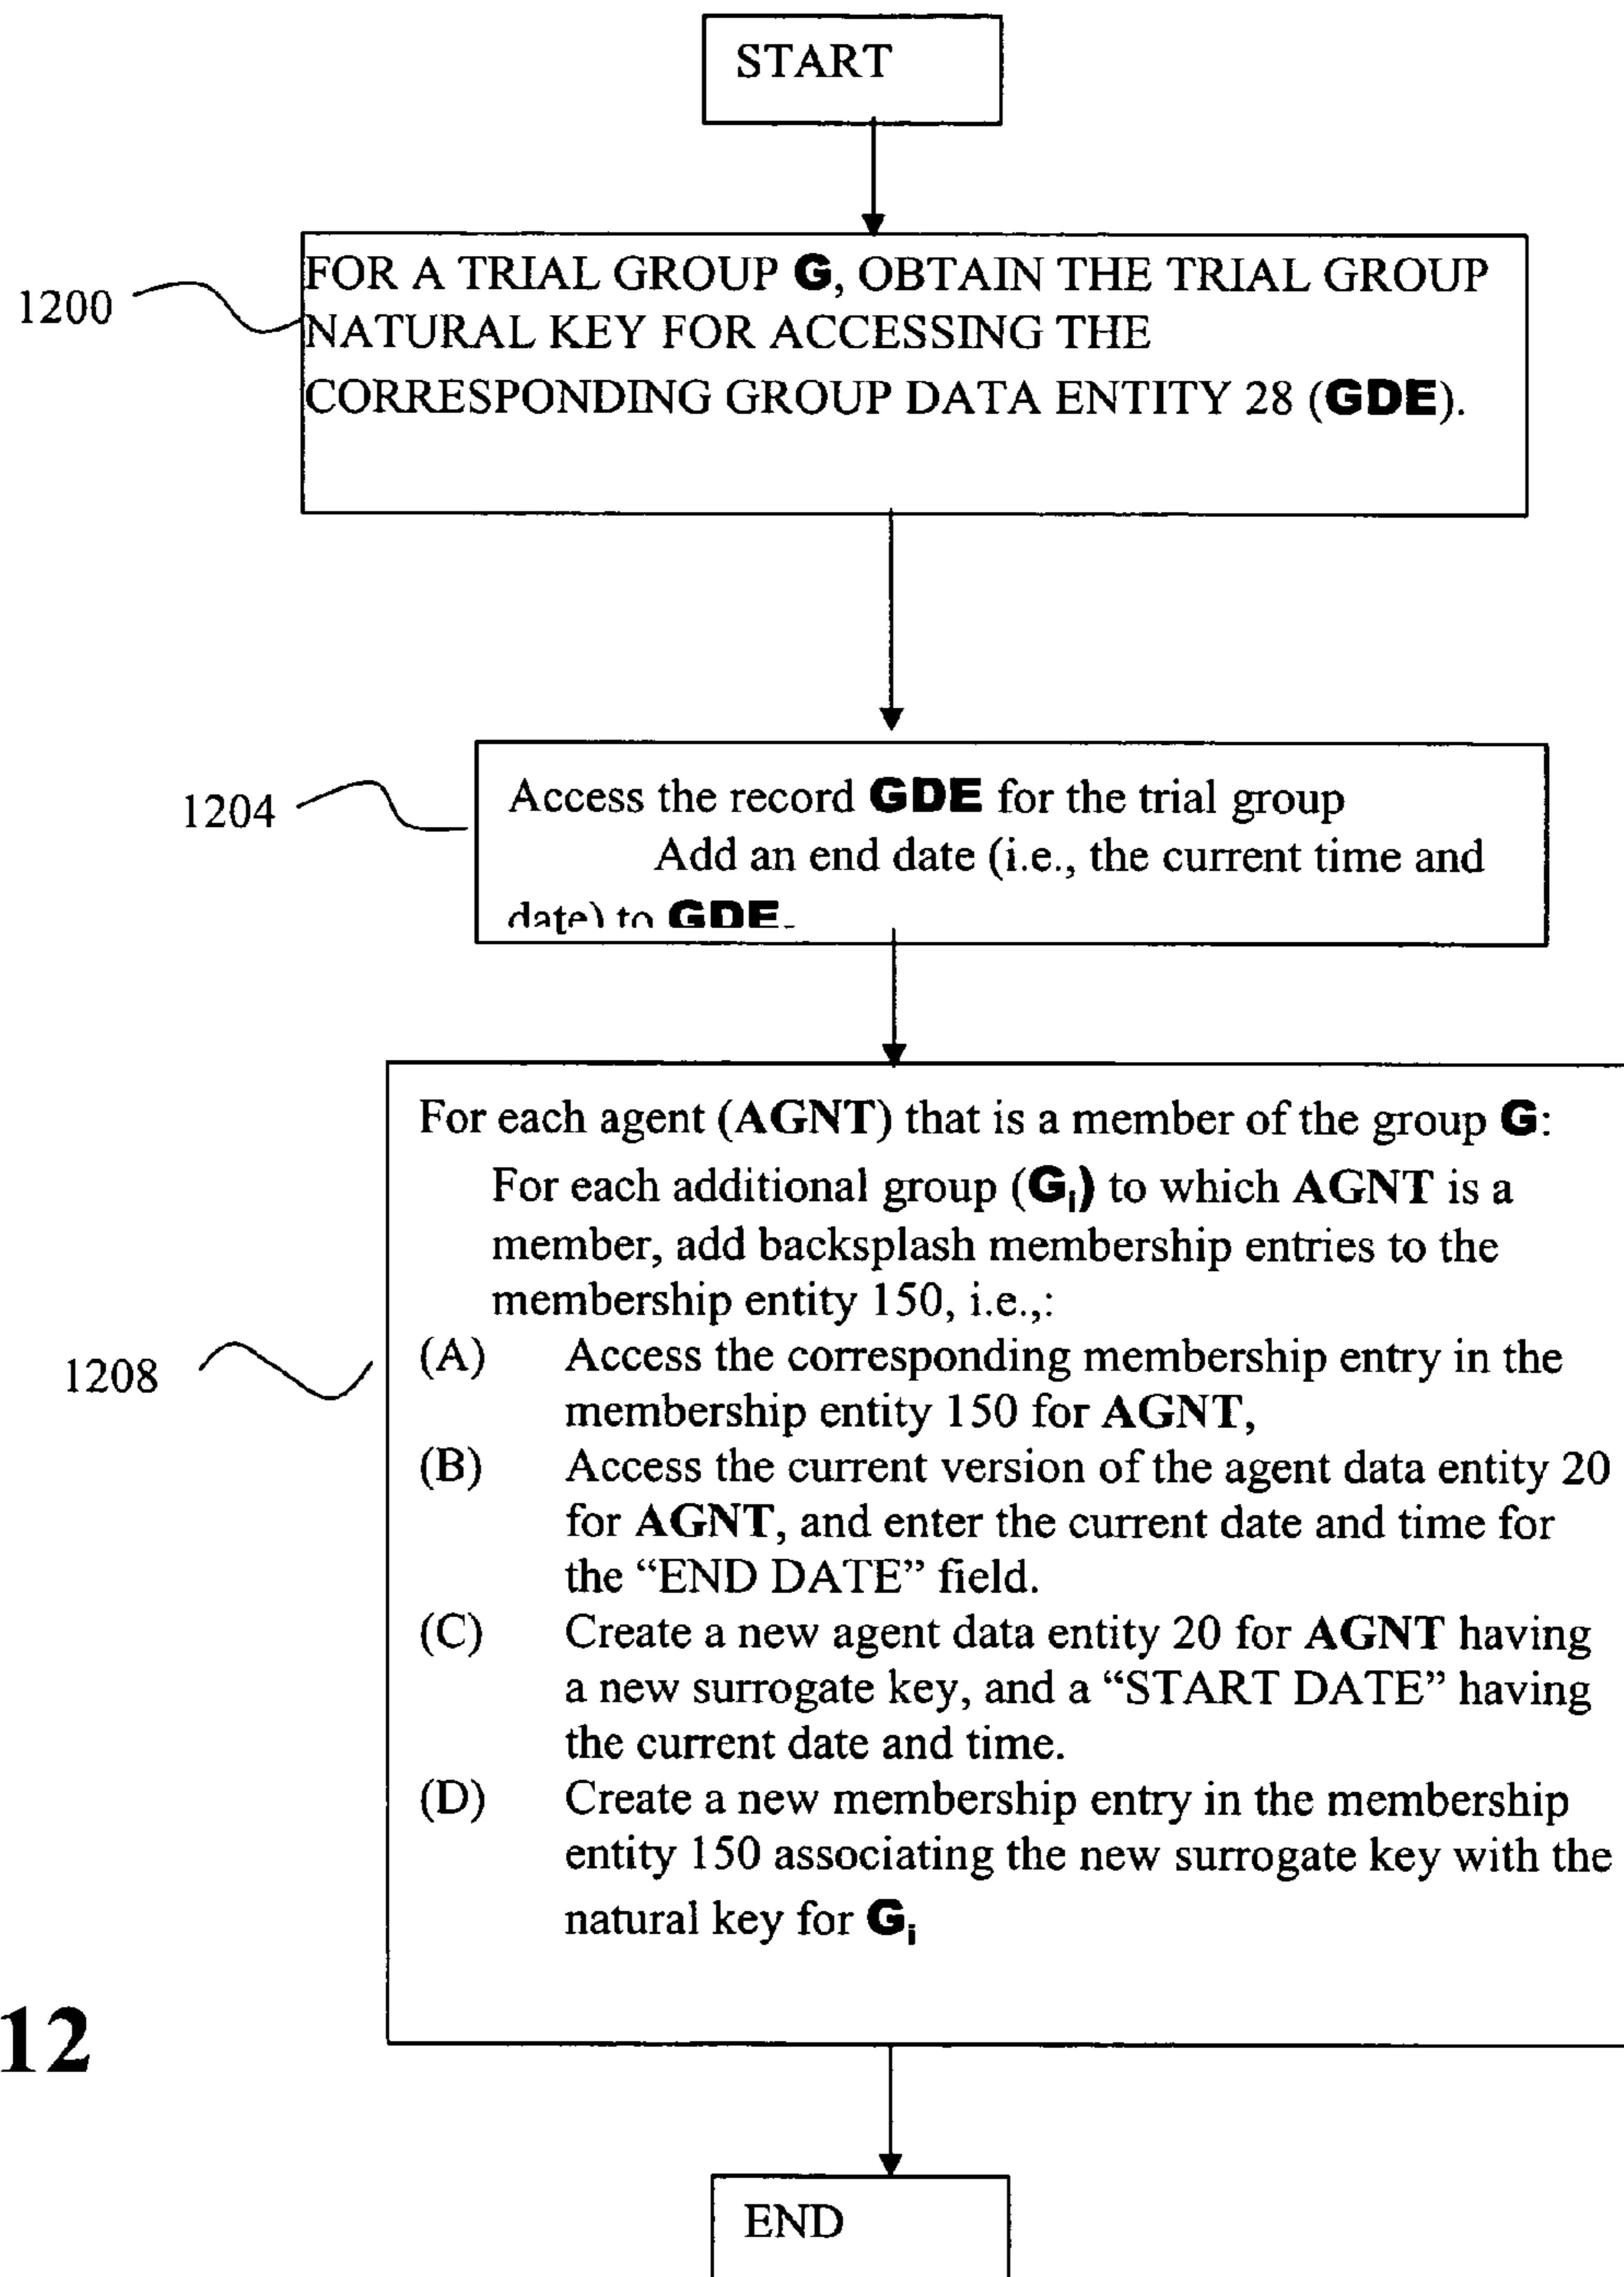 START
1200
FOR A TRIAL GROUP G, OBTAIN THE TRIAL GROUP
NATURAL KEY FOR ACCESSING THE
CORRESPONDING GROUP DATA ENTITY 28 (GDE).
1204
Access the record GDE for the trial group
Add an end date (i.e., the current time and
date) to GDE.
1208
For each agent (AGNT) that is a member of the group G:
For each additional group (Gi) to which AGNT is a
member, add backsplash membership entries to the
membership entity 150, i.e.,:
(A) Access the corresponding membership entry in the
membership entity 150 for AGNT,
(B) Access the current version of the agent data entity 20
for AGNT, and enter the current date and time for
the “END DATE” field.
(C) Create a new agent data entity 20 for AGNT having
a new surrogate key, and a “START DATE” having
the current date and time.
(D) Create a new membership entry in the membership
entity 150 associating the new surrogate key with the
natural key for Gi
12
END